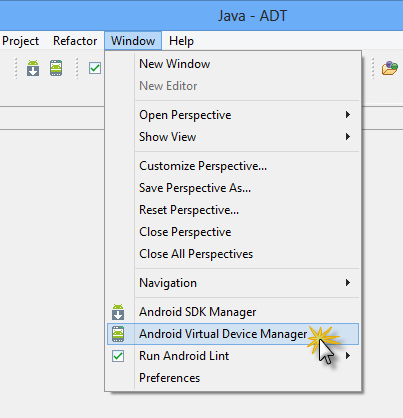 Java - ADT
Project Refactor Window Help
New Window
New Editor
Open Perspective
Show View
Customize Perspective...
Save Perspective As...
Reset Perspective...
Close Perspective
Close All Perspectives
Navigation
Android SDK Manager
Android Virtual Device Manager
Run Android Lint
Preferences